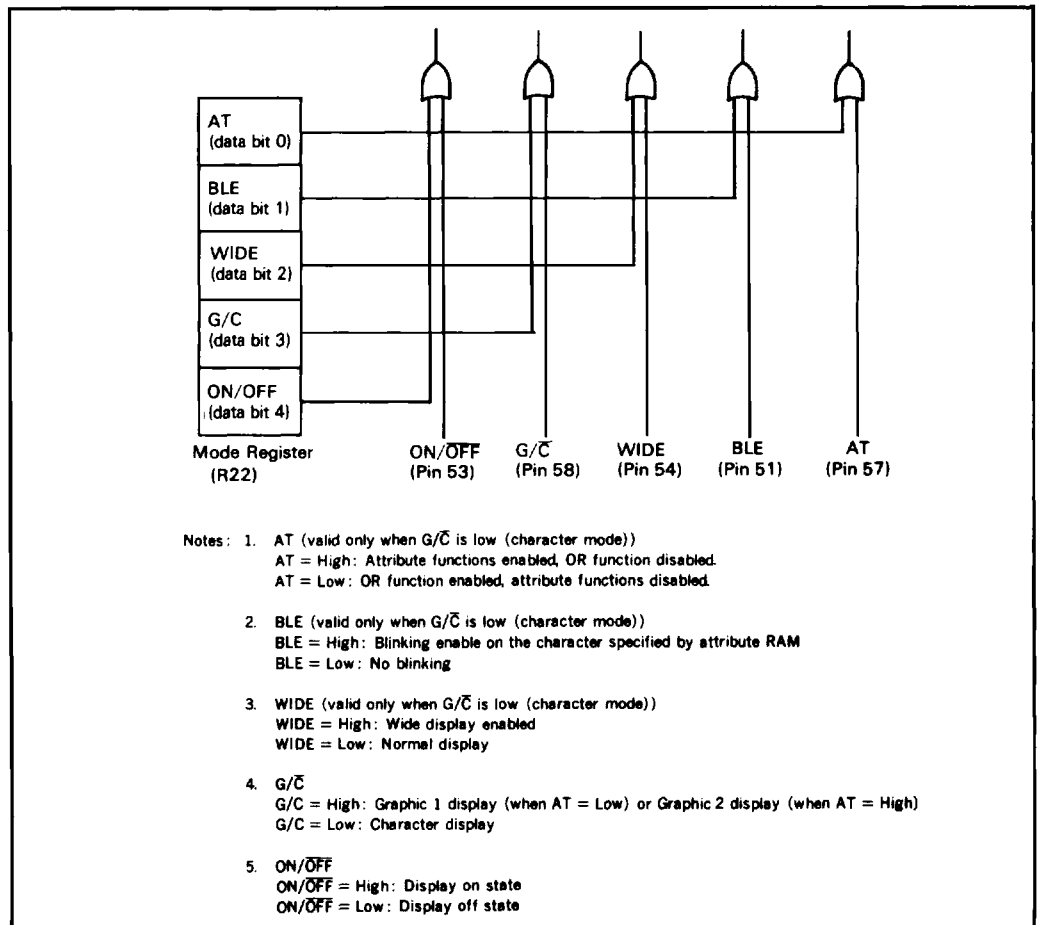 AT
(data bit 0)
BLE
(data bit 1)
WIDE
(data bit 2)
G/C
(data bit 3)
ON/OFF
(data bit 4)
Mode Register
(R22)
ON/O̅F̅F̅
(Pin 53)
G/C̅
(Pin 58)
WIDE
(Pin 54)
BLE
(Pin 51)
AT
(Pin 57)
Notes: 1. AT (valid only when G/C̅ is low (character mode))
AT = High: Attribute functions enabled, OR function disabled.
AT = Low: OR function enabled, attribute functions disabled.
2. BLE (valid only when G/C̅ is low (character mode))
BLE = High: Blinking enable on the character specified by attribute RAM
BLE = Low: No blinking
3. WIDE (valid only when G/C̅ is low (character mode))
WIDE = High: Wide display enabled
WIDE = Low: Normal display
4. G/C̅
G/C = High: Graphic 1 display (when AT = Low) or Graphic 2 display (when AT = High)
G/C = Low: Character display
5. ON/O̅F̅F̅
ON/O̅F̅F̅ = High: Display on state
ON/O̅F̅F̅ = Low: Display off state